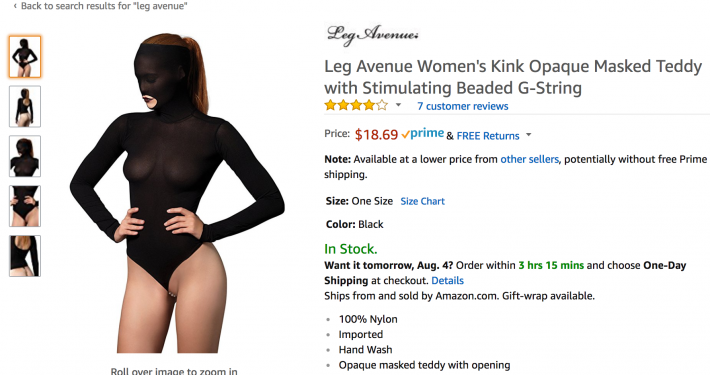 ‹ Back to search results for "leg avenue"
Leg Avenue
Leg Avenue Women's Kink Opaque Masked Teddy
with Stimulating Beaded G-String
7 customer reviews
Price: $18.69 prime & FREE Returns
Note: Available at a lower price from other sellers, potentially without free Prime
shipping.
Size: One Size Size Chart
Color: Black
In Stock.
Want it tomorrow, Aug. 4? Order within 3 hrs 15 mins and choose One-Day
Shipping at checkout. Details
Ships from and sold by Amazon.com. Gift-wrap available.
• 100% Nylon
• Imported
• Hand Wash
• Opaque masked teddy with opening
Roll over image to zoom in